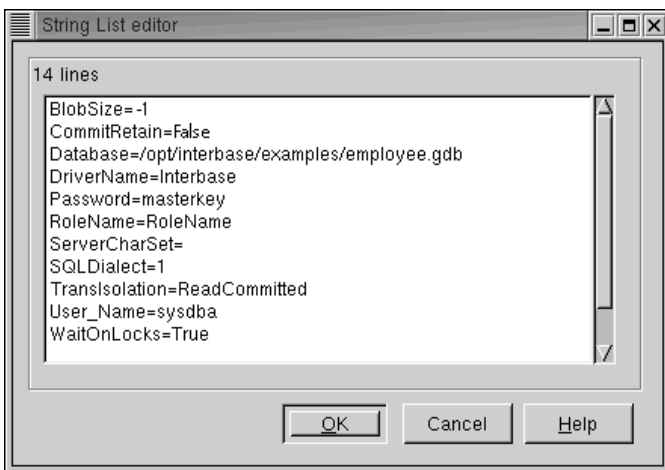 String List editor
14 lines
BlobSize=-1
CommitRetain=False
Database=/opt/interbase/examples/employee.gdb
DriverName=Interbase
Password=masterkey
RoleName=RoleName
ServerCharSet=
SQLDialect=1
TransIsolation=ReadCommitted
User_Name=sysdba
WaitOnLocks=True
OK Cancel Help